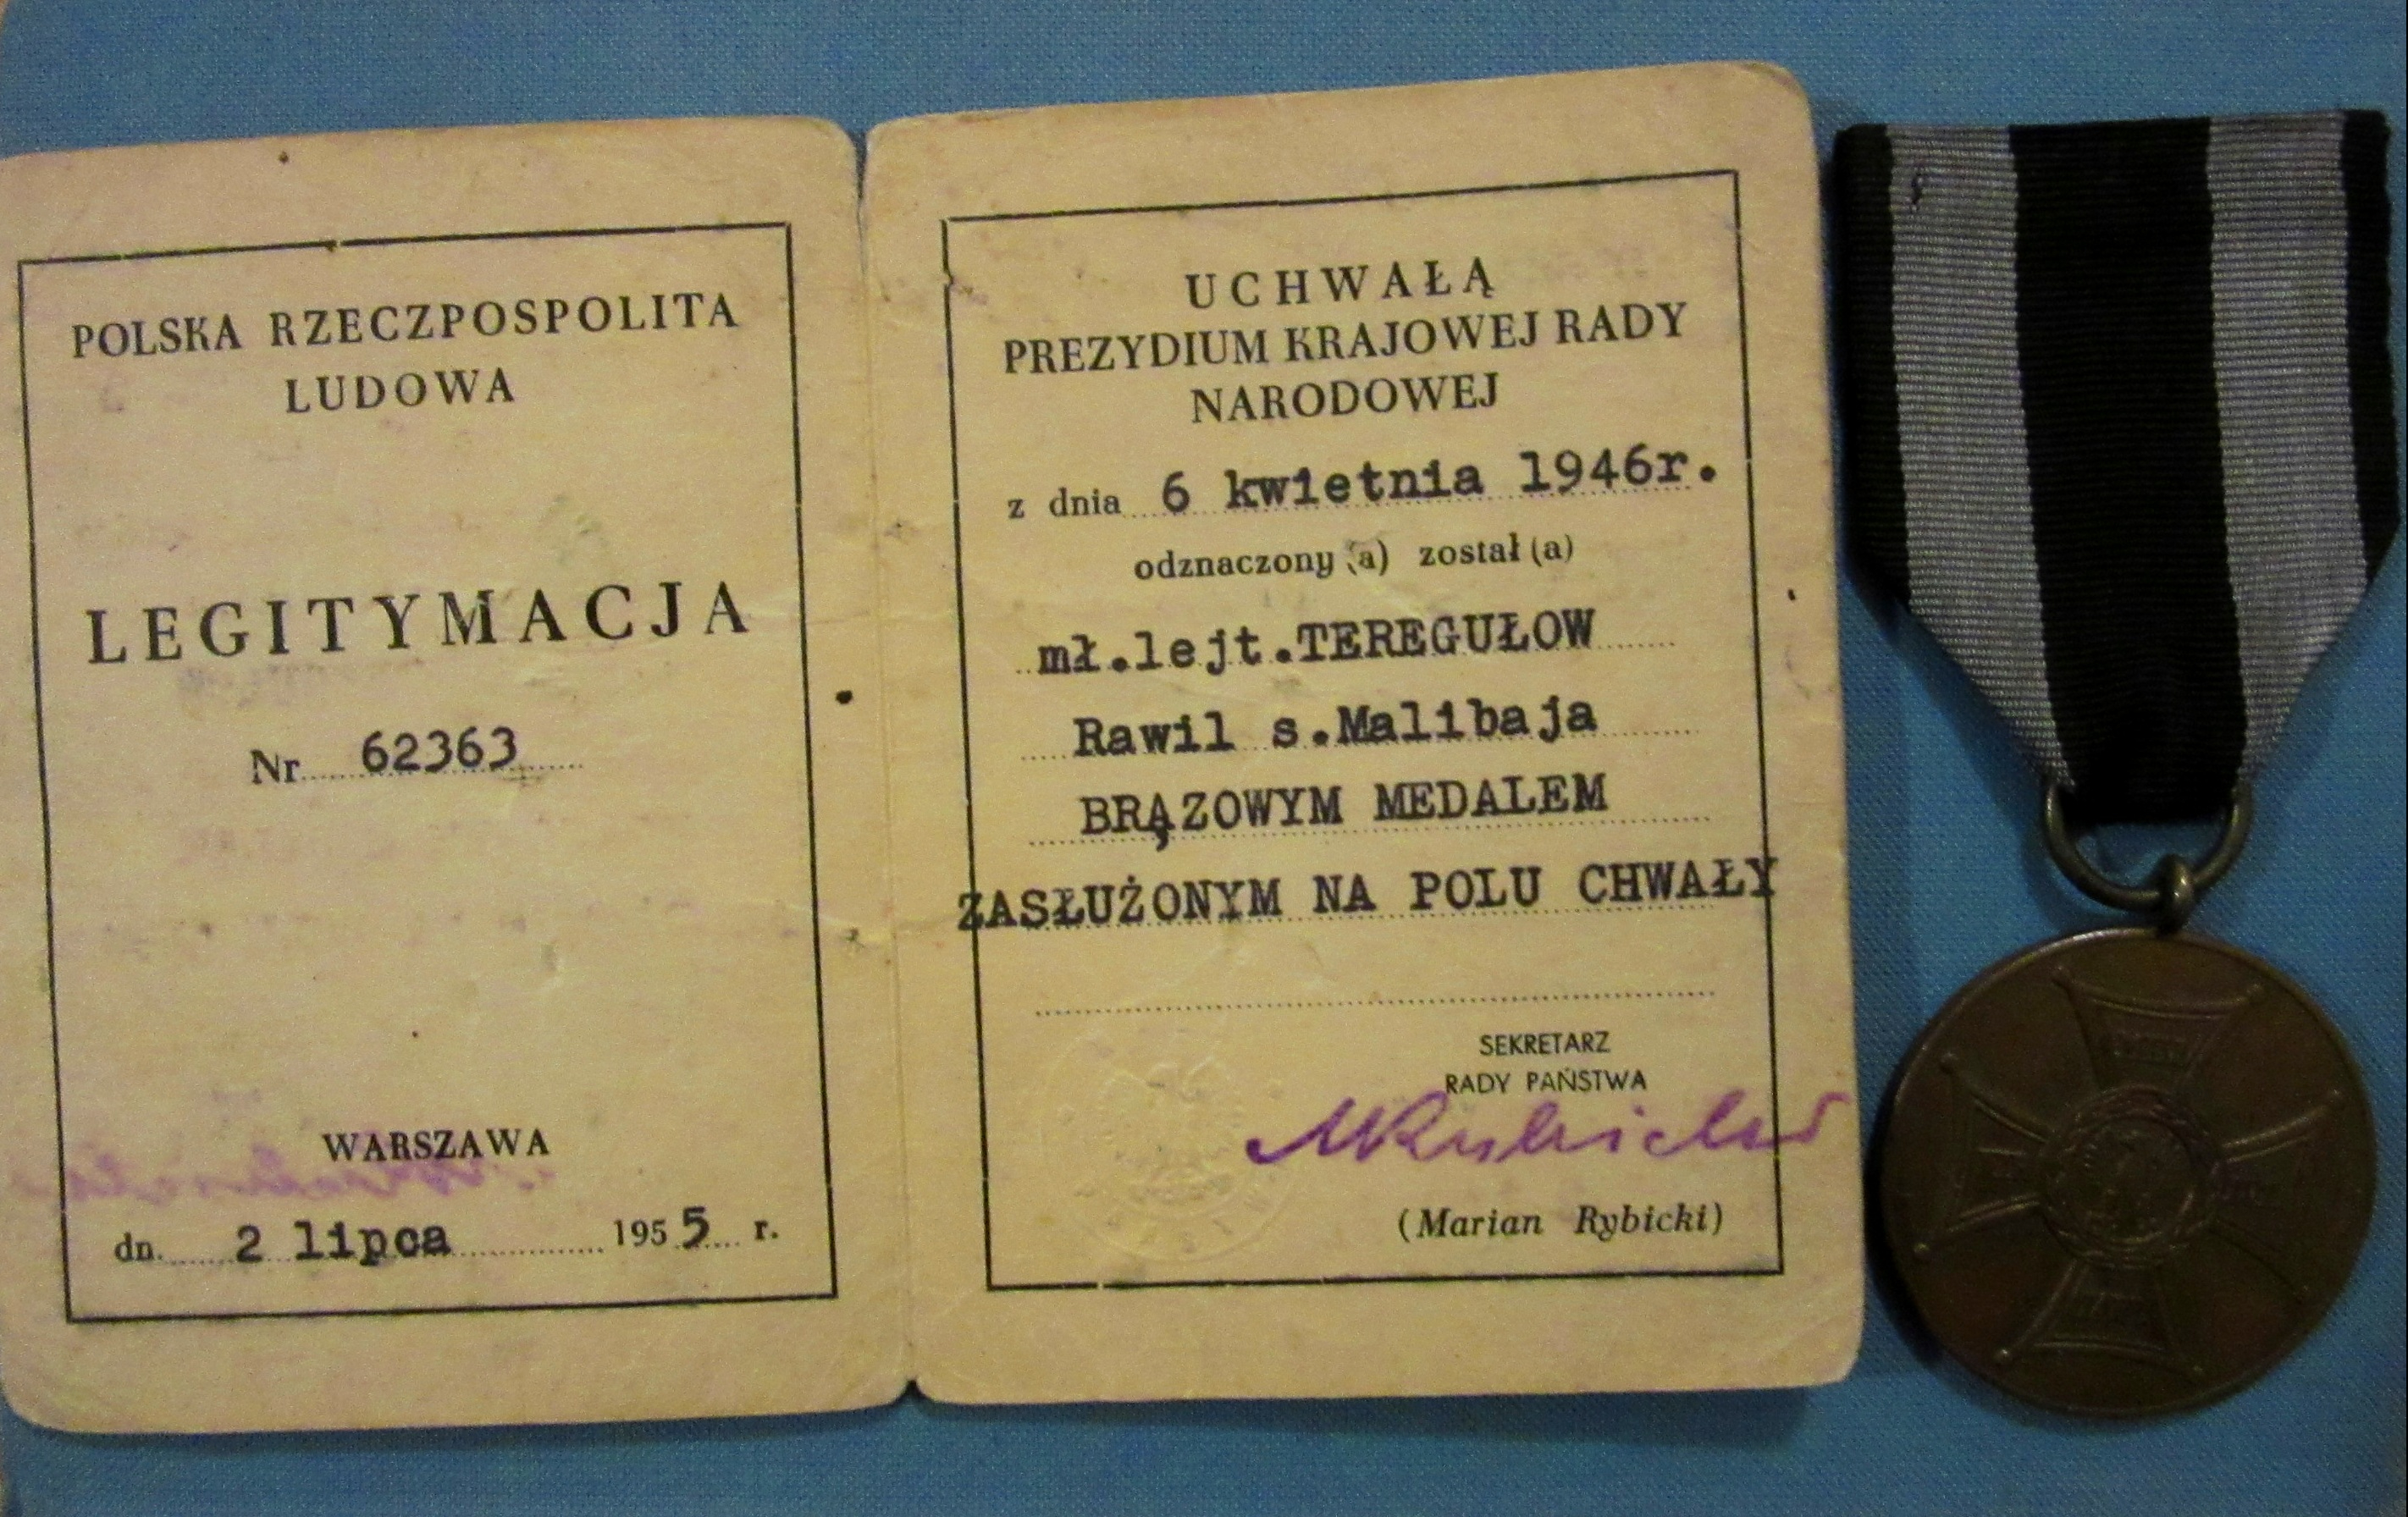 POLSKA RZECZPOSPOLITA
LUDOWA
LEGITYMACJA
Nr 62363
WARSZAWA
dn. 2 lipca 1955 r.
UCHWAŁĄ
PREZYDIUM KRAJOWEJ RADY
NARODOWEJ
z dnia 6 kwietnia 1946r.
odznaczony (a) został (a)
mł.lejt.TEREGUŁOW
Rawil s.Malibaja
BRĄZOWYM MEDALEM
ZASŁUŻONYM NA POLU CHWAŁY
SEKRETARZ
RADY PAŃSTWA
MRybicki
(Marian Rybicki)